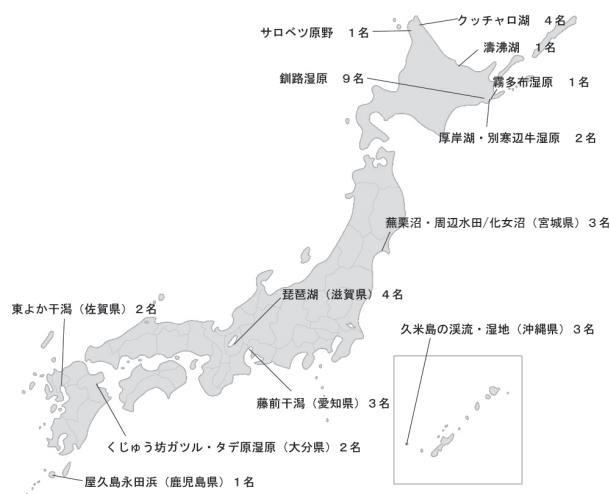 クッチャロ湖　４名
サロベツ原野　１名
濤沸湖　１名
釧路湿原　９名
霧多布湿原　１名
厚岸湖・別寒辺牛湿原　２名
蕪栗沼・周辺水田/化女沼（宮城県）３名
琵琶湖（滋賀県）４名
東よか干潟（佐賀県）２名
久米島の渓流・湿地（沖縄県）３名
藤前干潟（愛知県）３名
くじゅう坊ガツル・タデ原湿原（大分県）２名
屋久島永田浜（鹿児島県）１名